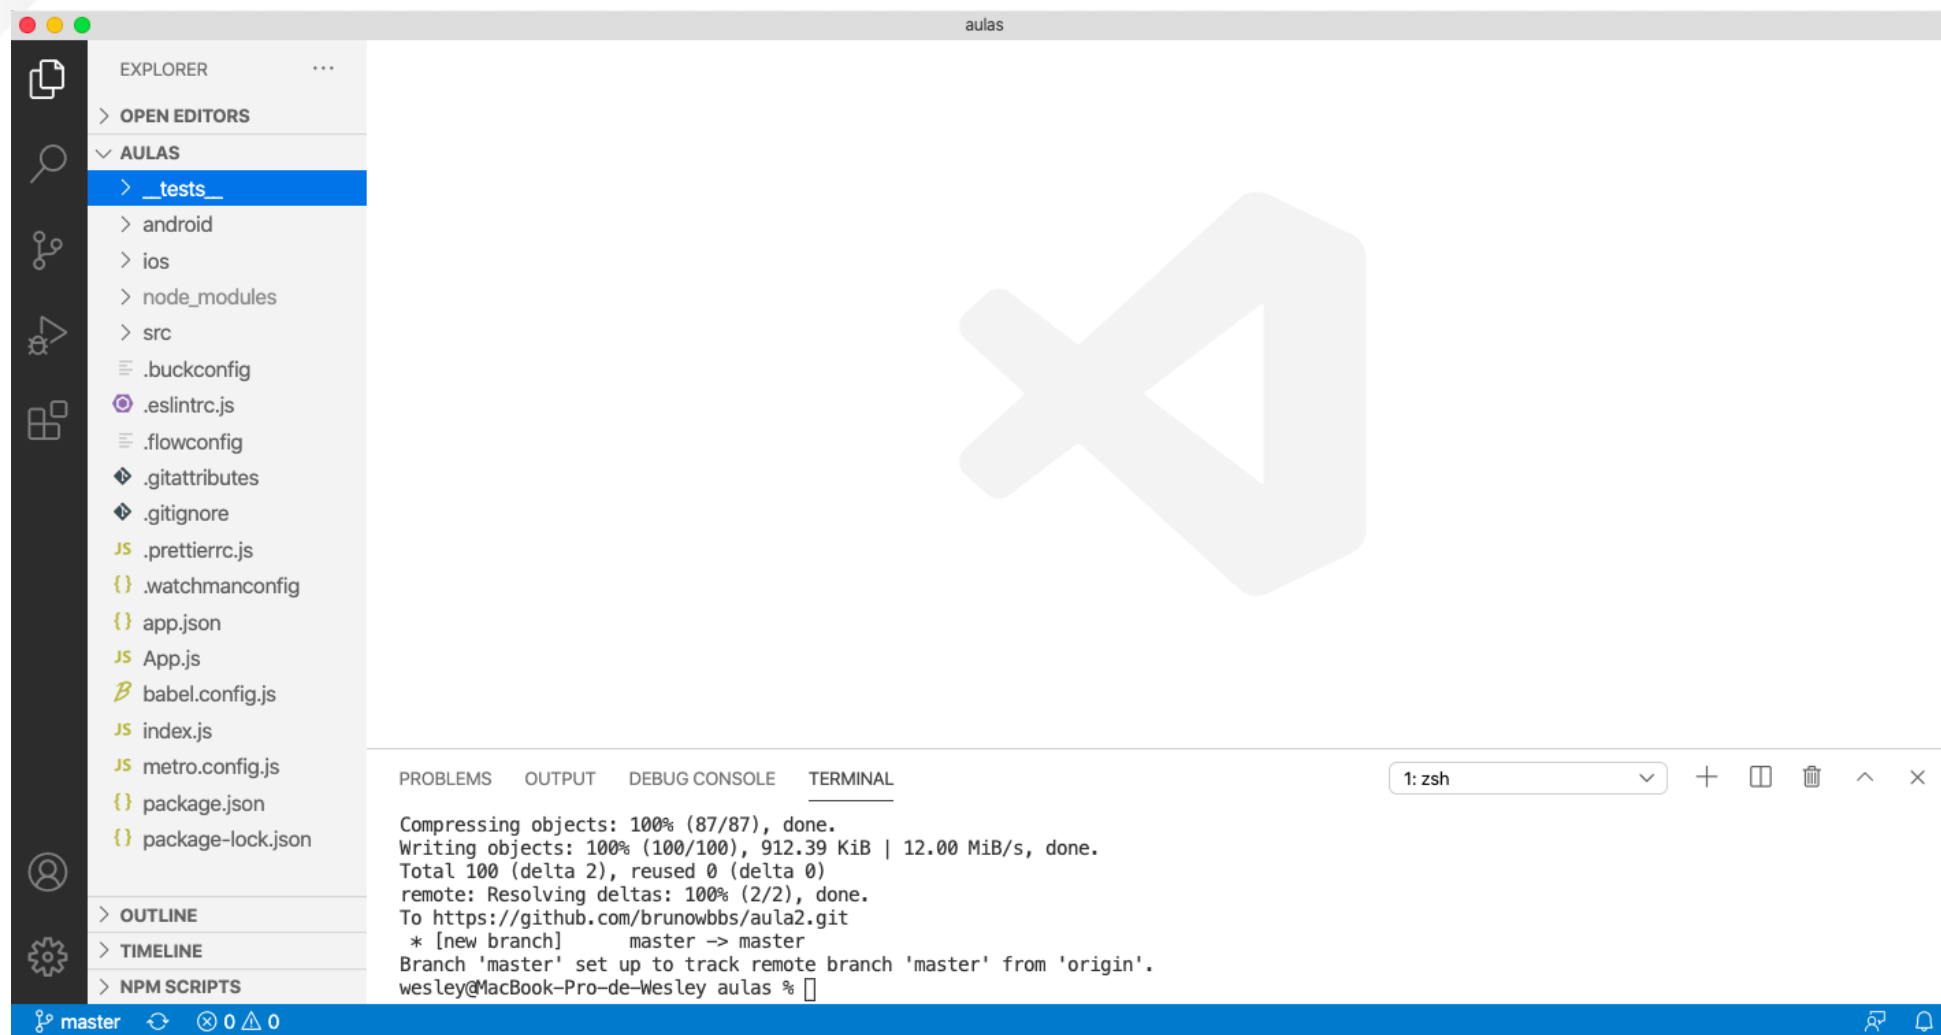 aulas
EXPLORER
OPEN EDITORS
AULAS
__tests__
android
ios
node_modules
src
.buckconfig
.eslintrc.js
.flowconfig
.gitattributes
.gitignore
JS .prettierrc.js
{} .watchmanconfig
{} app.json
JS App.js
babel.config.js
JS index.js
JS metro.config.js
{} package.json
{} package-lock.json
OUTLINE
TIMELINE
NPM SCRIPTS
PROBLEMS OUTPUT DEBUG CONSOLE TERMINAL 1: zsh
Compressing objects: 100% (87/87), done.
Writing objects: 100% (100/100), 912.39 KiB | 12.00 MiB/s, done.
Total 100 (delta 2), reused 0 (delta 0)
remote: Resolving deltas: 100% (2/2), done.
To https://github.com/brunowbbs/aula2.git
 * [new branch]      master -> master
Branch 'master' set up to track remote branch 'master' from 'origin'.
wesley@MacBook-Pro-de-Wesley aulas %
master 0 0